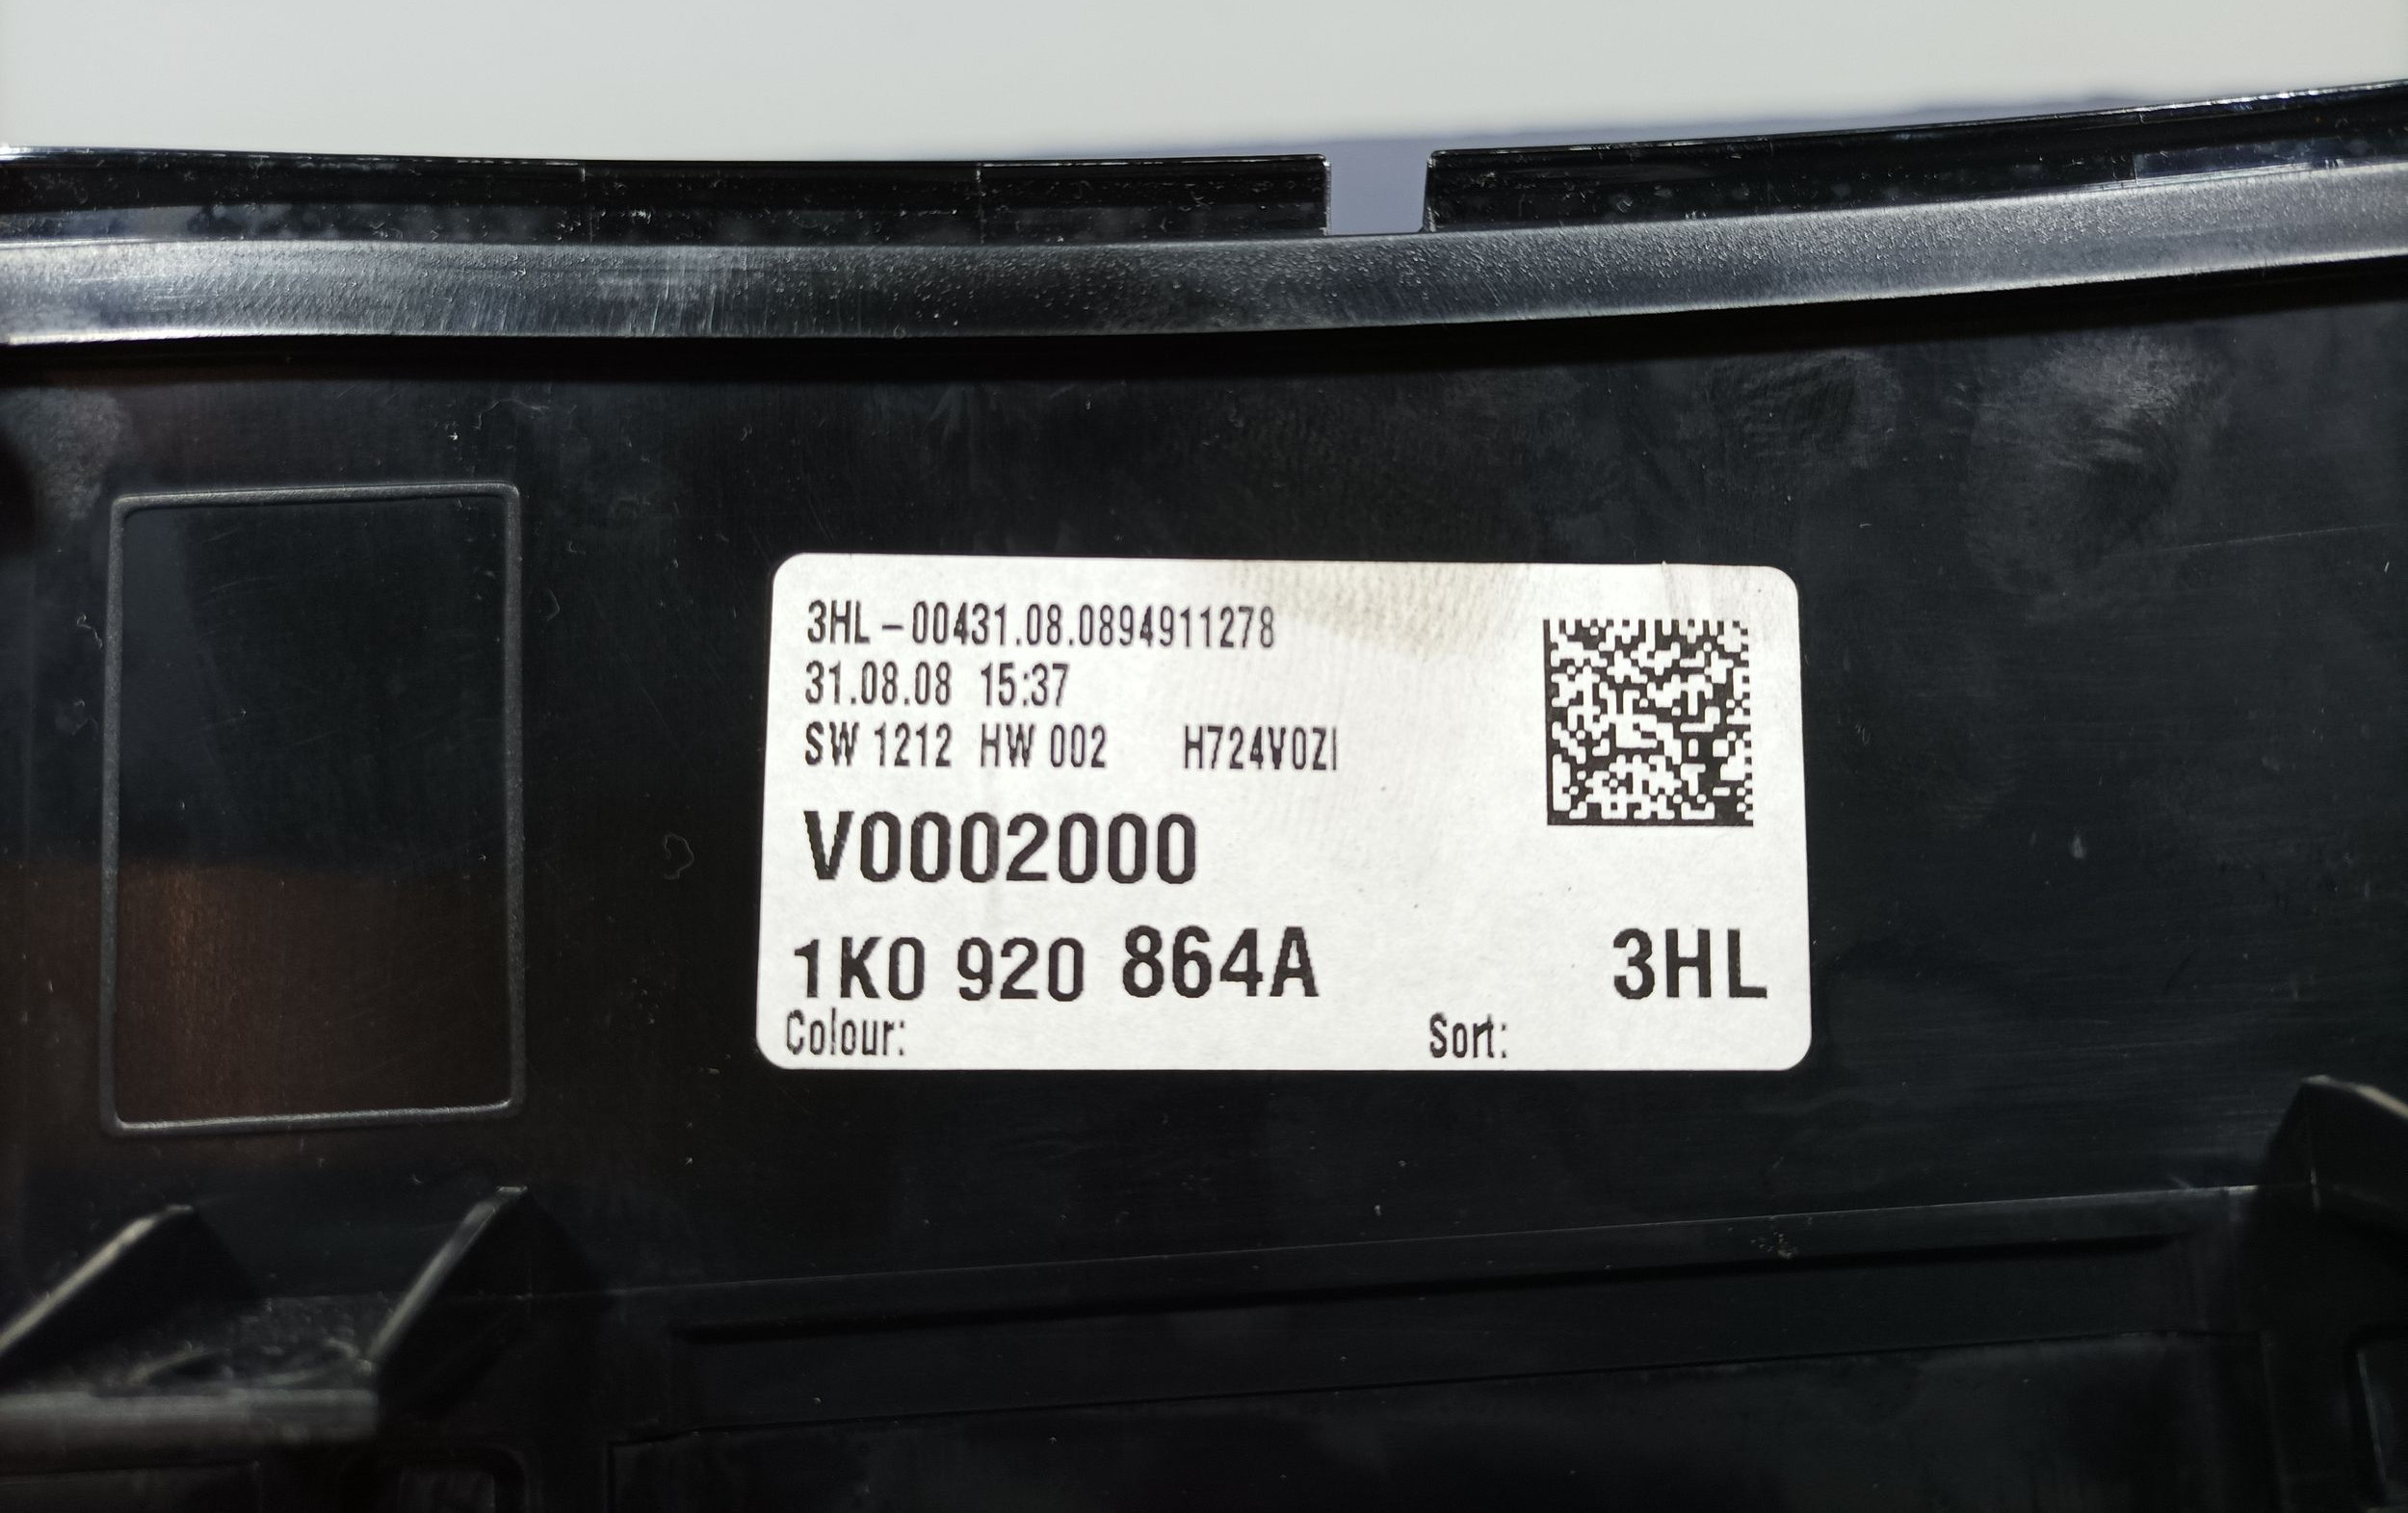 3HL-00431.08.0894911278
31.08.08 15:37
SW 1212 HW 002 H724V0ZI
V0002000
1K0 920 864A 3HL
Colour: Sort: